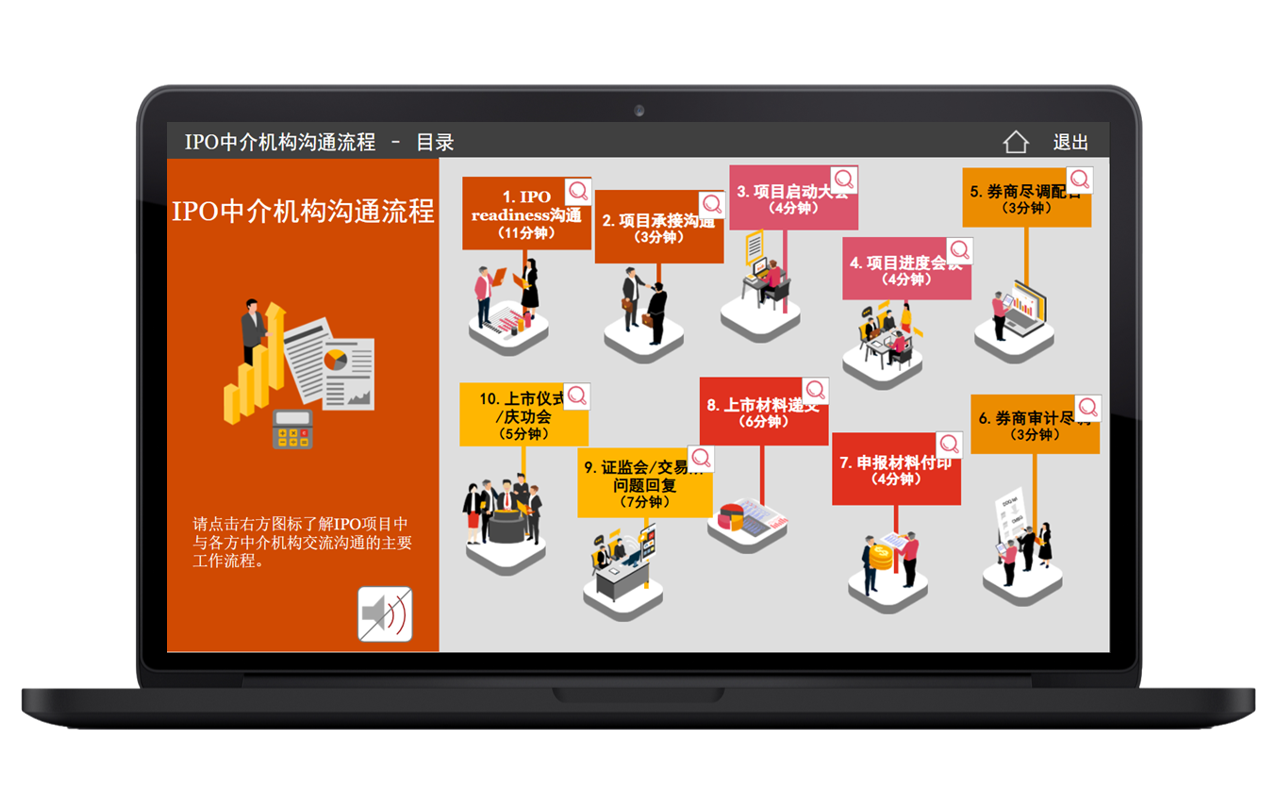 IPO中介机构沟通流程 - 目录
退出
IPO中介机构沟通流程
请点击右方图标了解IPO项目中
与各方中介机构交流沟通的主要
工作流程。
1. IPO
readiness沟通
（11分钟）
2. 项目承接沟通
（3分钟）
3. 项目启动大会
（4分钟）
4. 项目进度会议
（4分钟）
5. 券商尽调配合
（3分钟）
6. 券商审计尽调
（3分钟）
7. 申报材料付印
（4分钟）
8. 上市材料递交
（6分钟）
9. 证监会/交易所
问题回复
（7分钟）
10. 上市仪式
/庆功会
（5分钟）